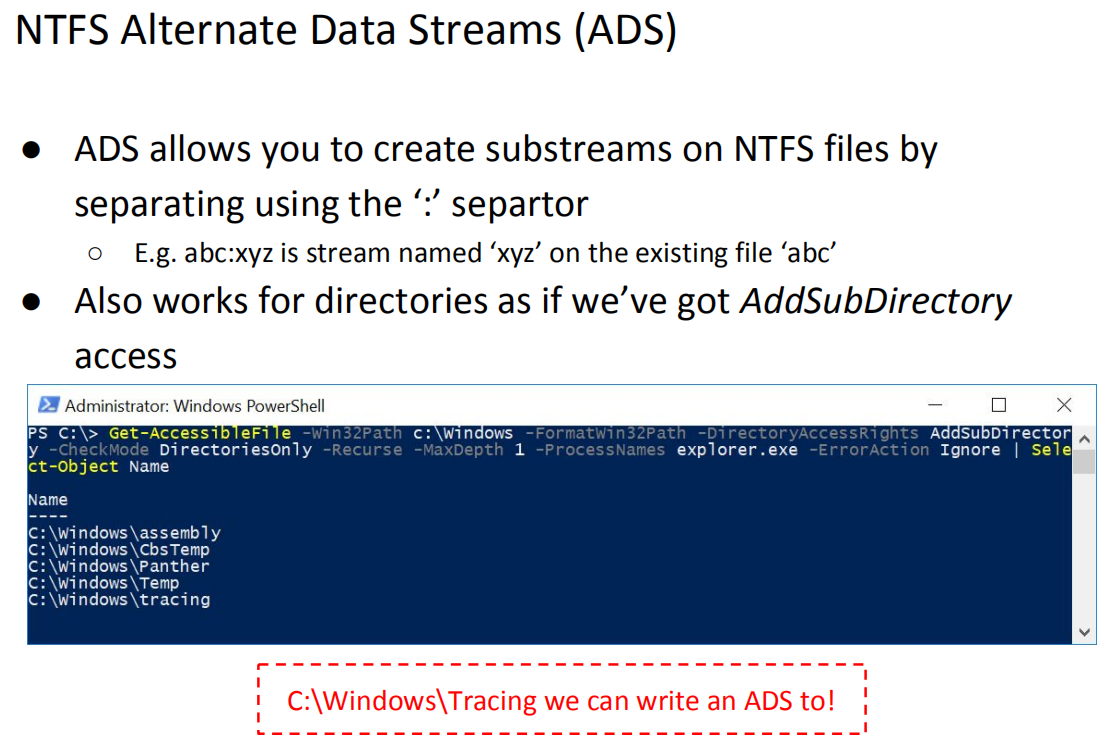 NTFS Alternate Data Streams (ADS)
● ADS allows you to create substreams on NTFS files by
separating using the ‘:’ separtor
○ E.g. abc:xyz is stream named ‘xyz’ on the existing file ‘abc’
● Also works for directories as if we’ve got AddSubDirectory
access
Administrator: Windows PowerShell
PS C:\> Get-AccessibleFile -Win32Path c:\Windows -FormatWin32Path -DirectoryAccessRights AddSubDirector
y -CheckMode DirectoriesOnly -Recurse -MaxDepth 1 -ProcessNames explorer.exe -ErrorAction Ignore | Sele
ct-Object Name
Name
----
C:\Windows\assembly
C:\Windows\CbsTemp
C:\Windows\Panther
C:\Windows\Temp
C:\Windows\tracing
C:\Windows\Tracing we can write an ADS to!